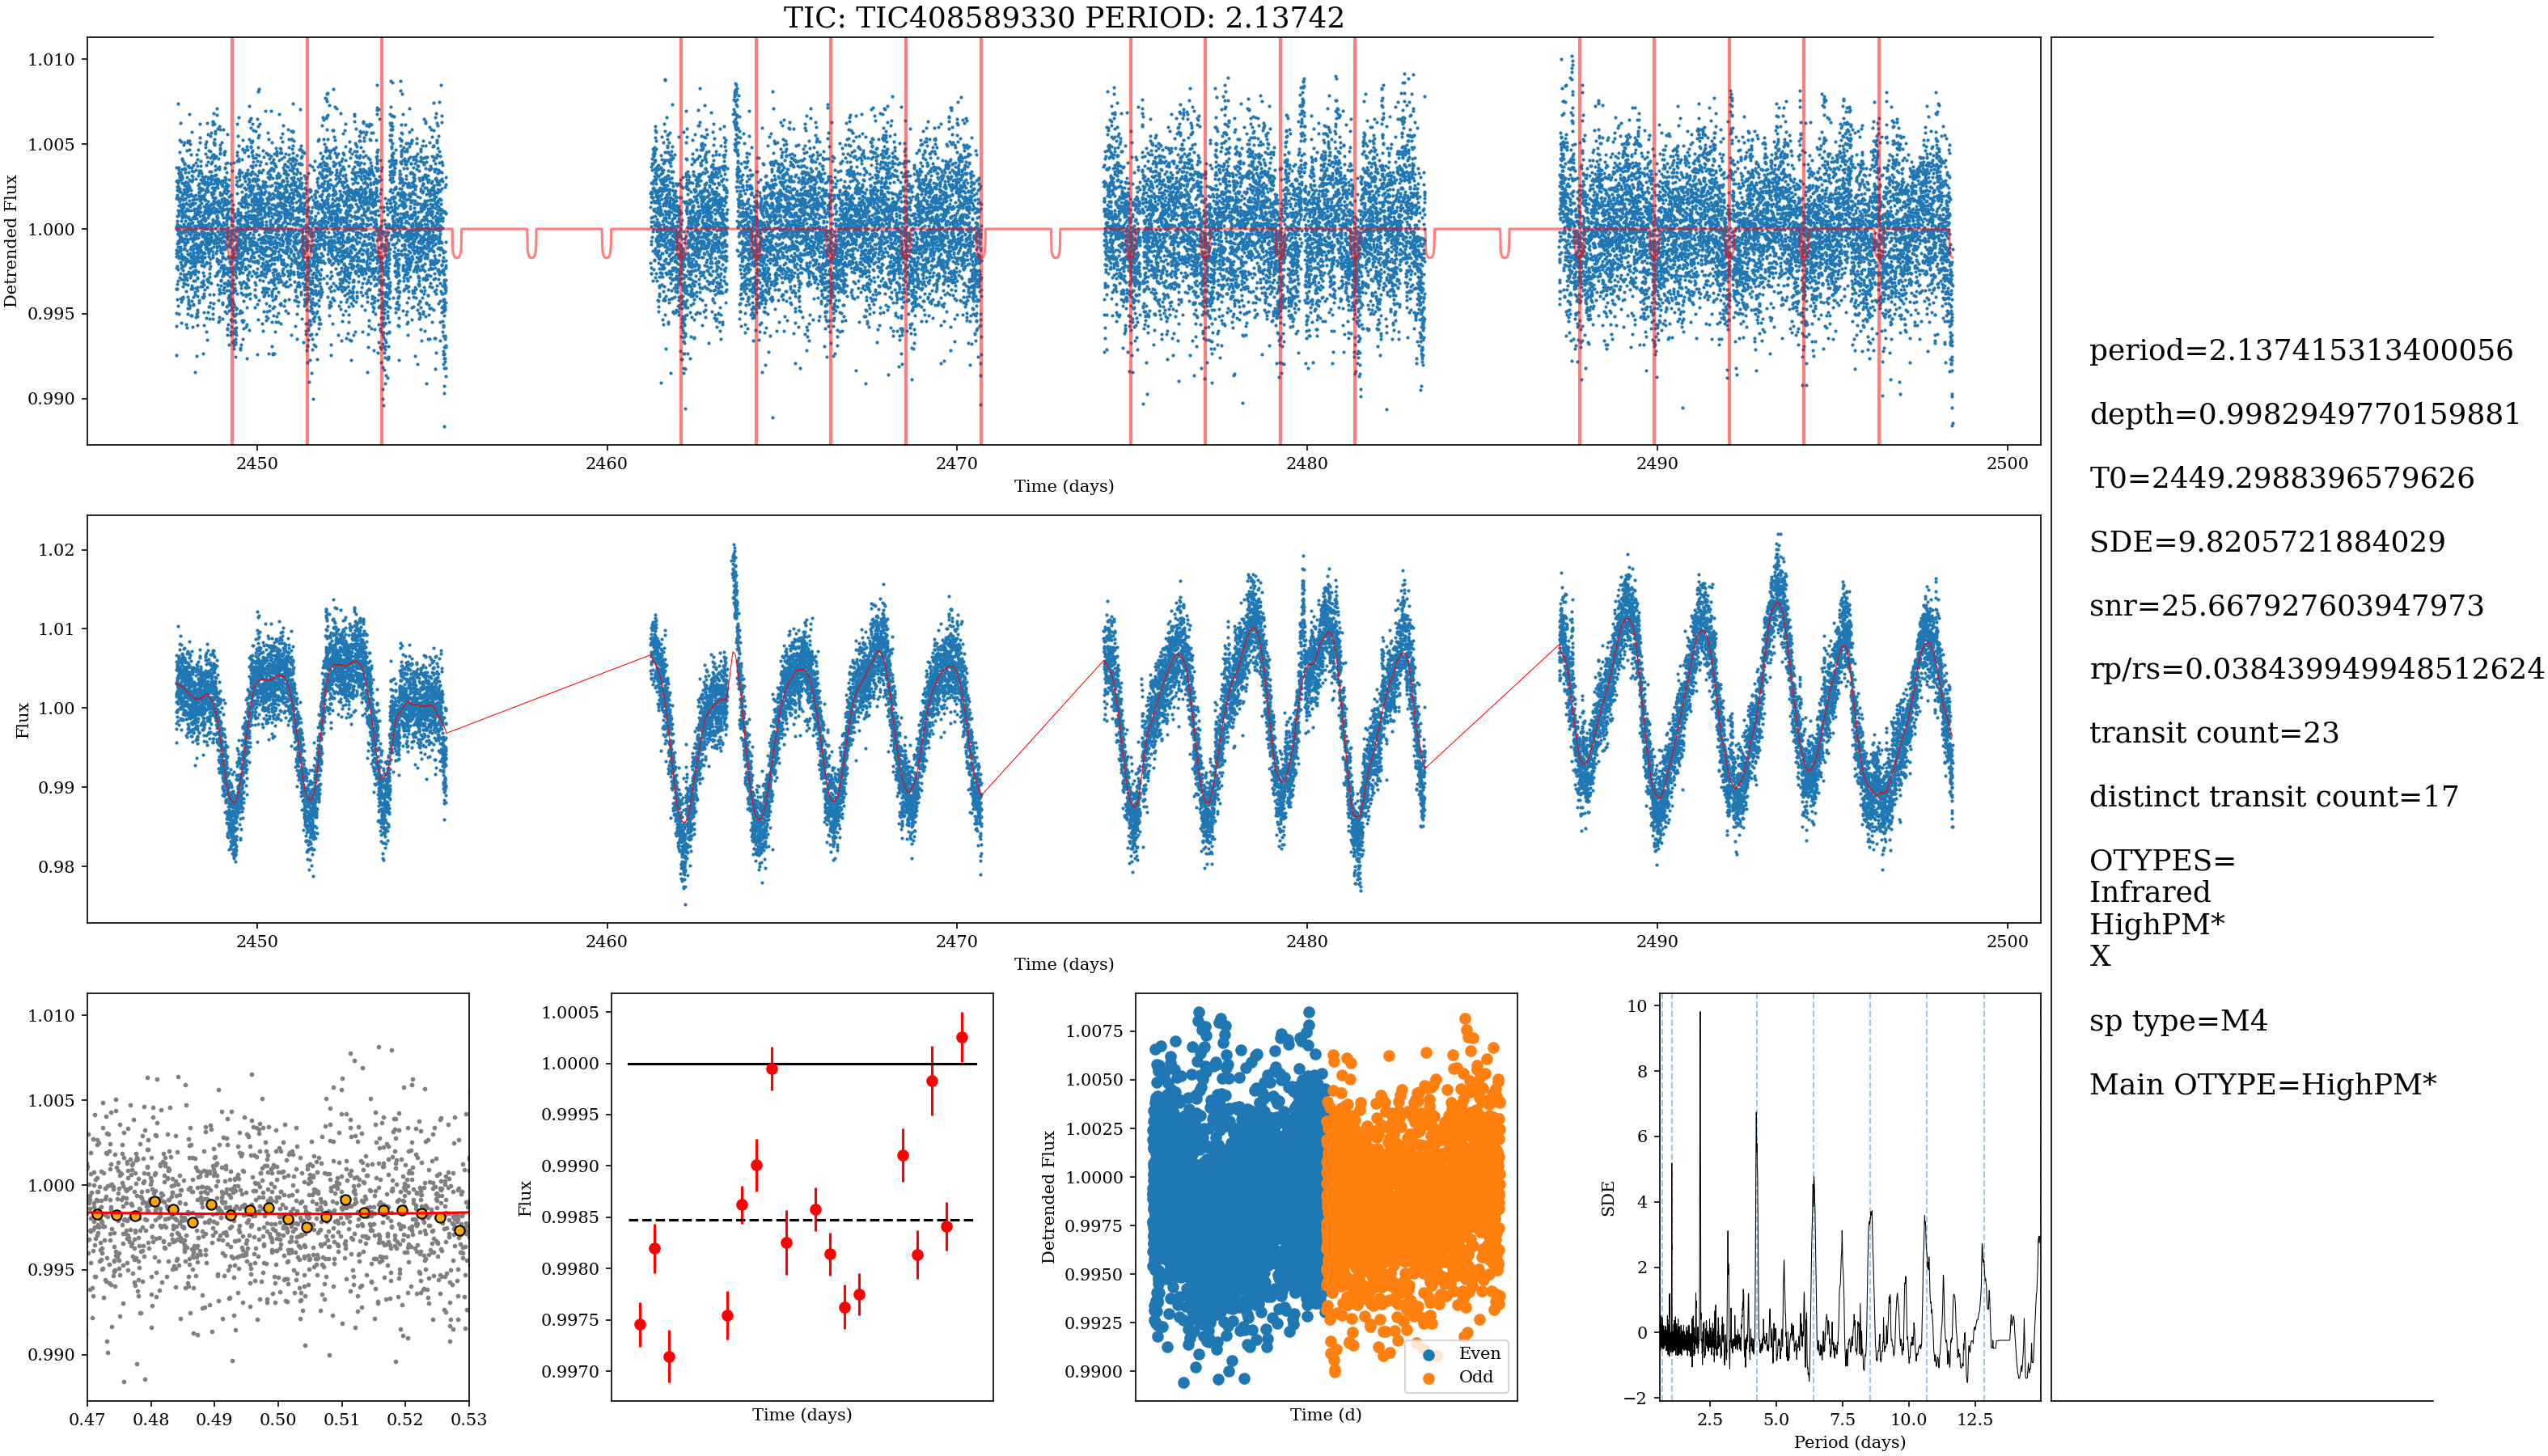 TIC: TIC408589330 PERIOD: 2.13742
1.010
1.005
1.000
0.995
0.990
Detrended Flux
2450
2460
2470
2480
2490
2500
Time (days)
1.02
1.01
1.00
0.99
0.98
Flux
2450
2460
2470
2480
2490
2500
Time (days)
1.010
1.005
1.000
0.995
0.990
0.47
0.48
0.49
0.50
0.51
0.52
0.53
1.0005
1.0000
0.9995
0.9990
0.9985
0.9980
0.9975
0.9970
Flux
Time (days)
1.0075
1.0050
1.0025
1.0000
0.9975
0.9950
0.9925
0.9900
Detrended Flux
Even
Odd
Time (d)
10
8
6
4
2
0
−2
SDE
2.5
5.0
7.5
10.0
12.5
Period (days)
period=2.137415313400056
depth=0.9982949770159881
T0=2449.2988396579626
SDE=9.8205721884029
snr=25.667927603947973
rp/rs=0.038439949948512624
transit count=23
distinct transit count=17
OTYPES=
Infrared
HighPM*
X
sp type=M4
Main OTYPE=HighPM*